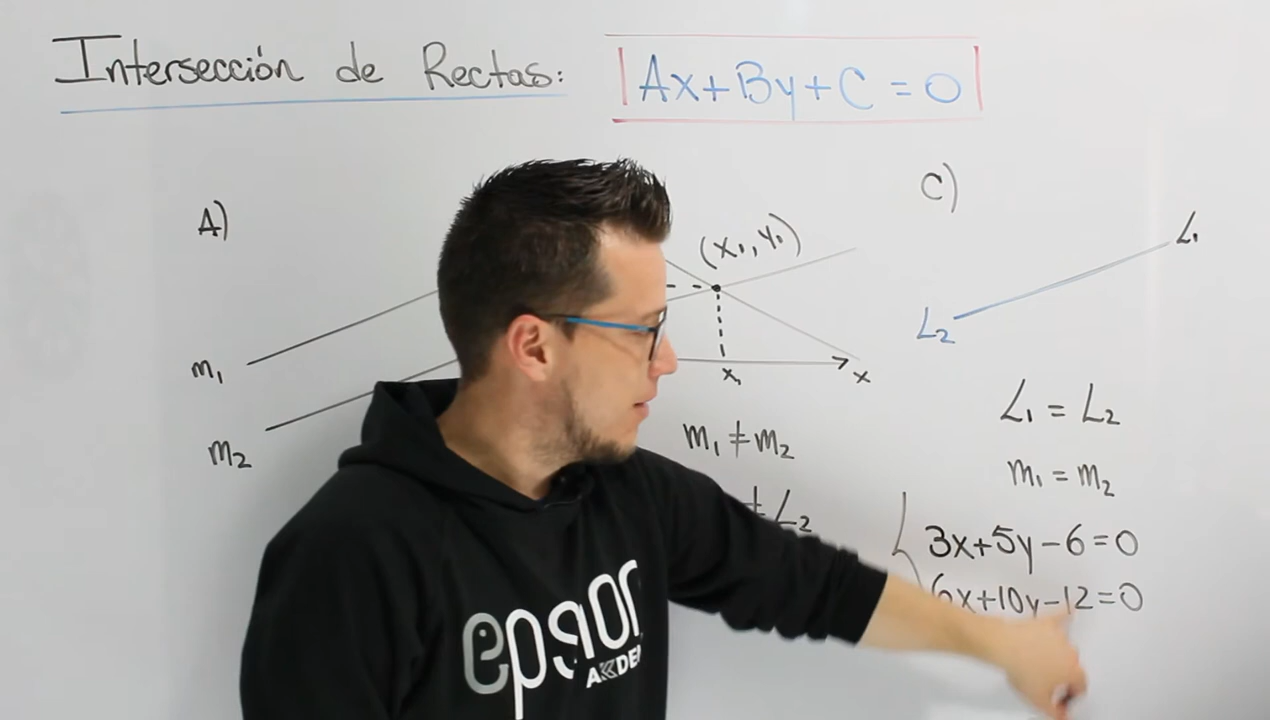 Intersección de Rectas: Ax+By+C=0
A)
m₁
m₂
(x₁, y₁)
x₁
x
m₁ ≠ m₂
≠ L₂
C)
L₁
L₂
L₁ = L₂
m₁ = m₂
3x+5y-6=0
6x+10y-12=0